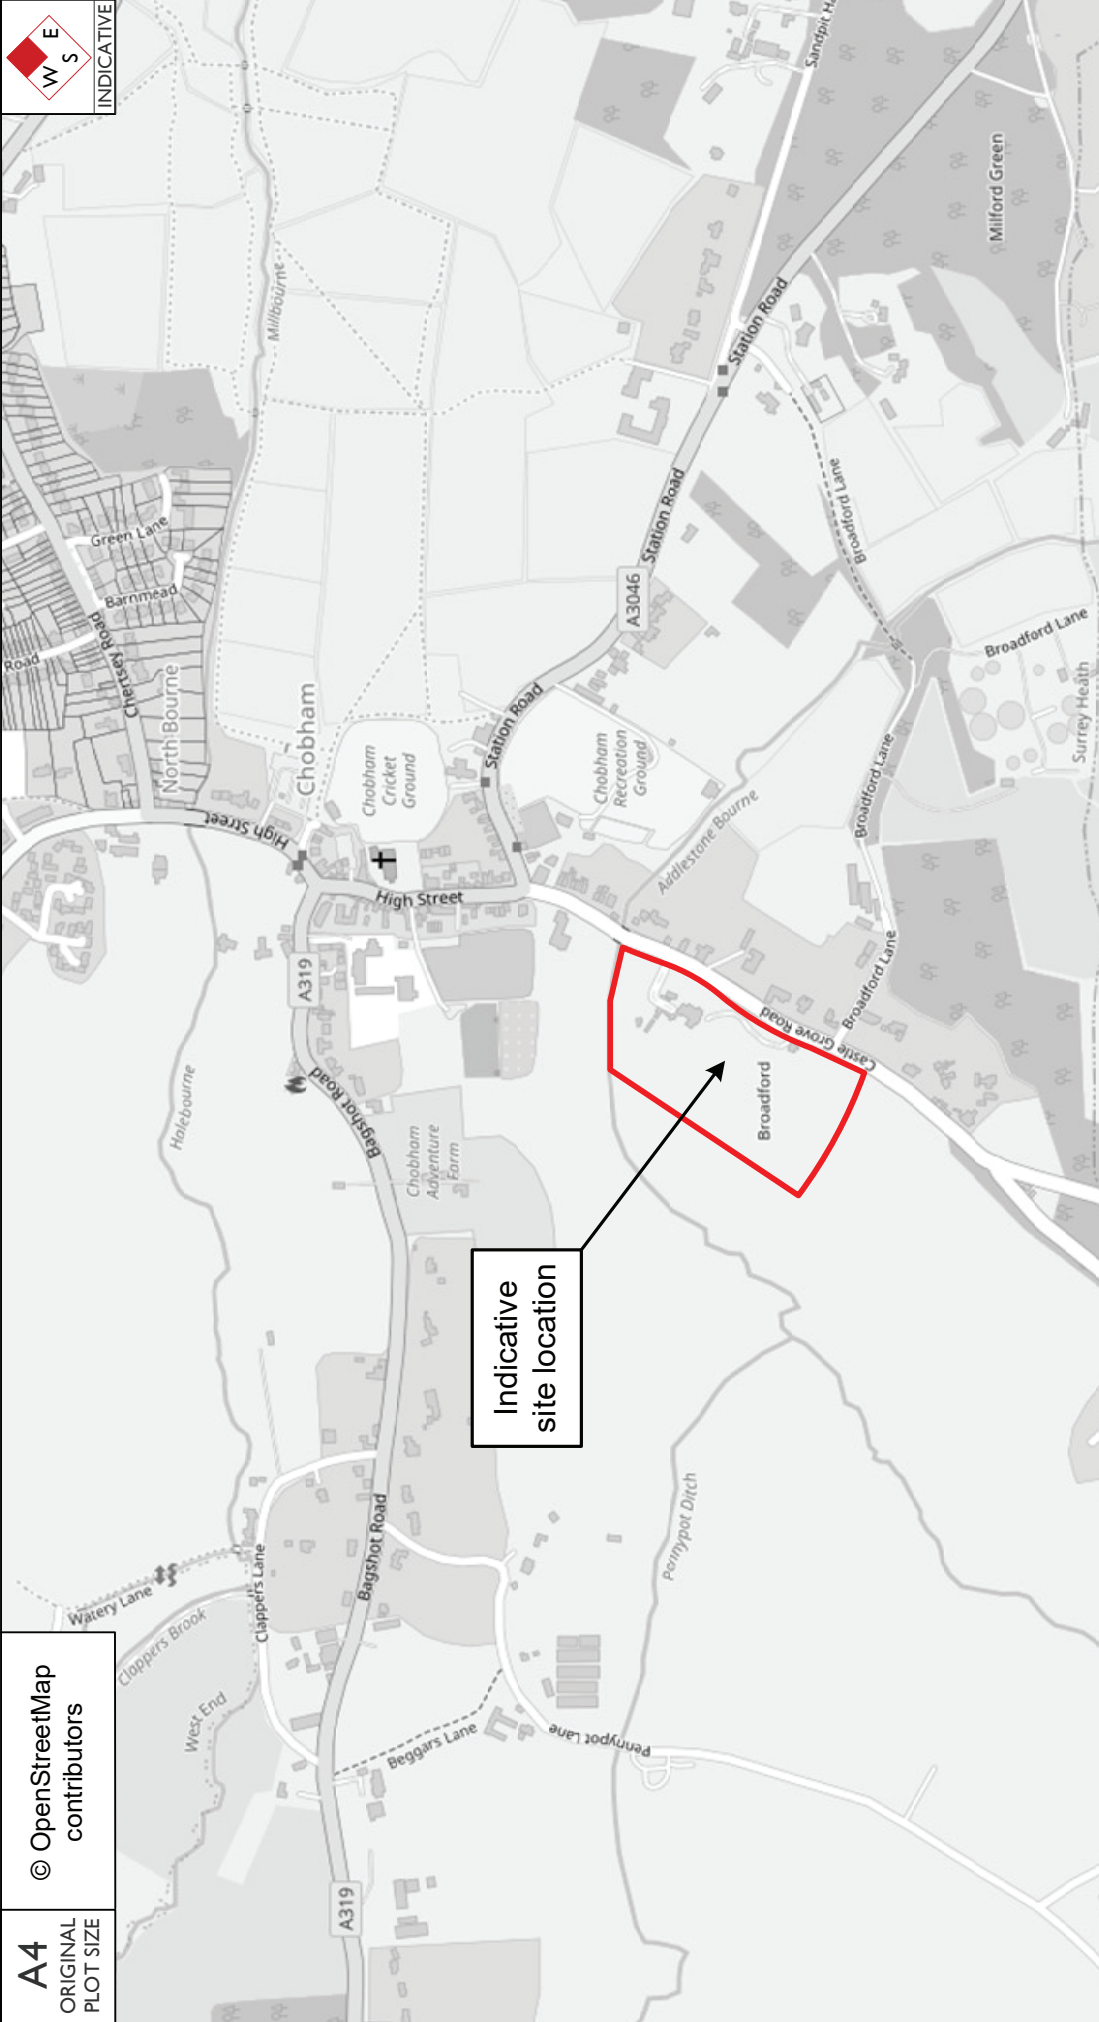 A4
ORIGINAL
PLOT SIZE
© OpenStreetMap
contributors
W
E
S
INDICATIVE
Indicative
site location
Watery Lane
Clappers Brook
West End
Clappers Lane
Holebourne
Bagshot Road
Bagshot Road
A319
A319
Beggars Lane
Pennypot Lane
Pennypot Ditch
Chobham
Adventure
Farm
High Street
High Street
Chobham
North Bourne
Road
Chertsey Road
Barnmead
Green Lane
Millbourne
Chobham
Cricket
Ground
Station Road
Station Road
Station Road
A3046
Chobham
Recreation
Ground
Addlestone Bourne
Broadford
Castle Grove Road
Broadford Lane
Broadford Lane
Broadford Lane
Broadford Lane
Surrey Heath
Sandpit H
Milford Green